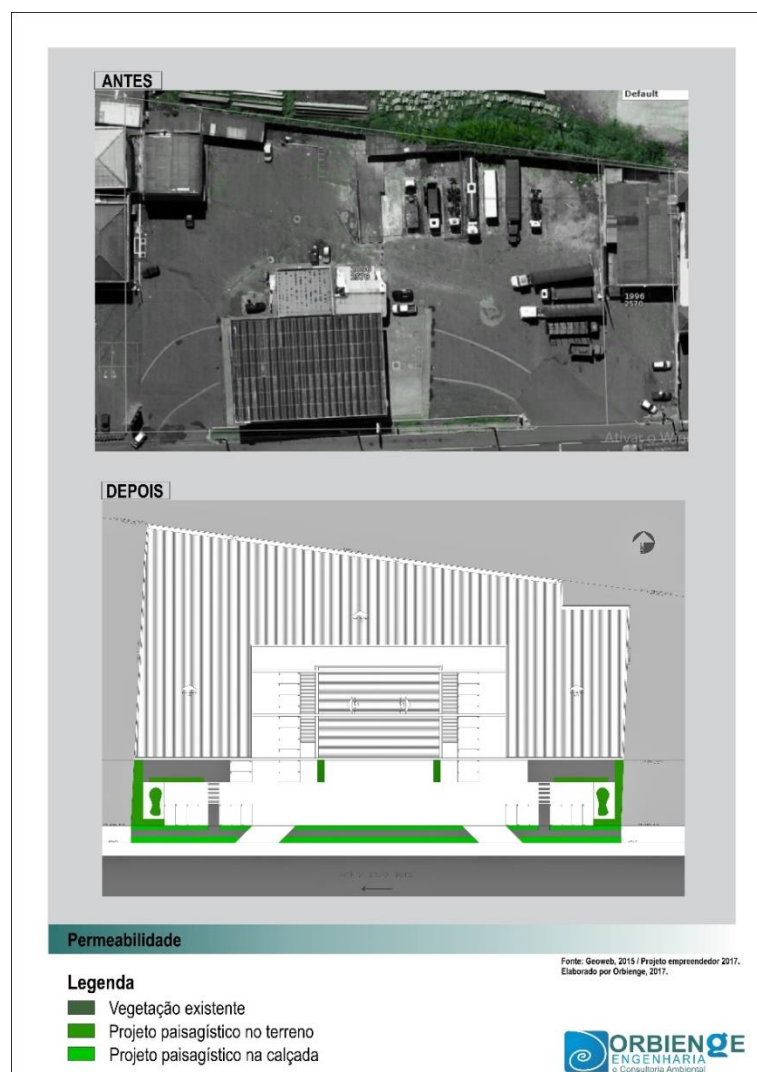 ANTES
Default
1996
2570
DEPOIS
Permeabilidade
Fonte: Geoweb, 2015 / Projeto empreendedor 2017.
Elaborado por Orbienge, 2017.
Legenda
Vegetação existente
Projeto paisagístico no terreno
Projeto paisagístico na calçada
ORBIENGE
ENGENHARIA
e Consultoria Ambiental